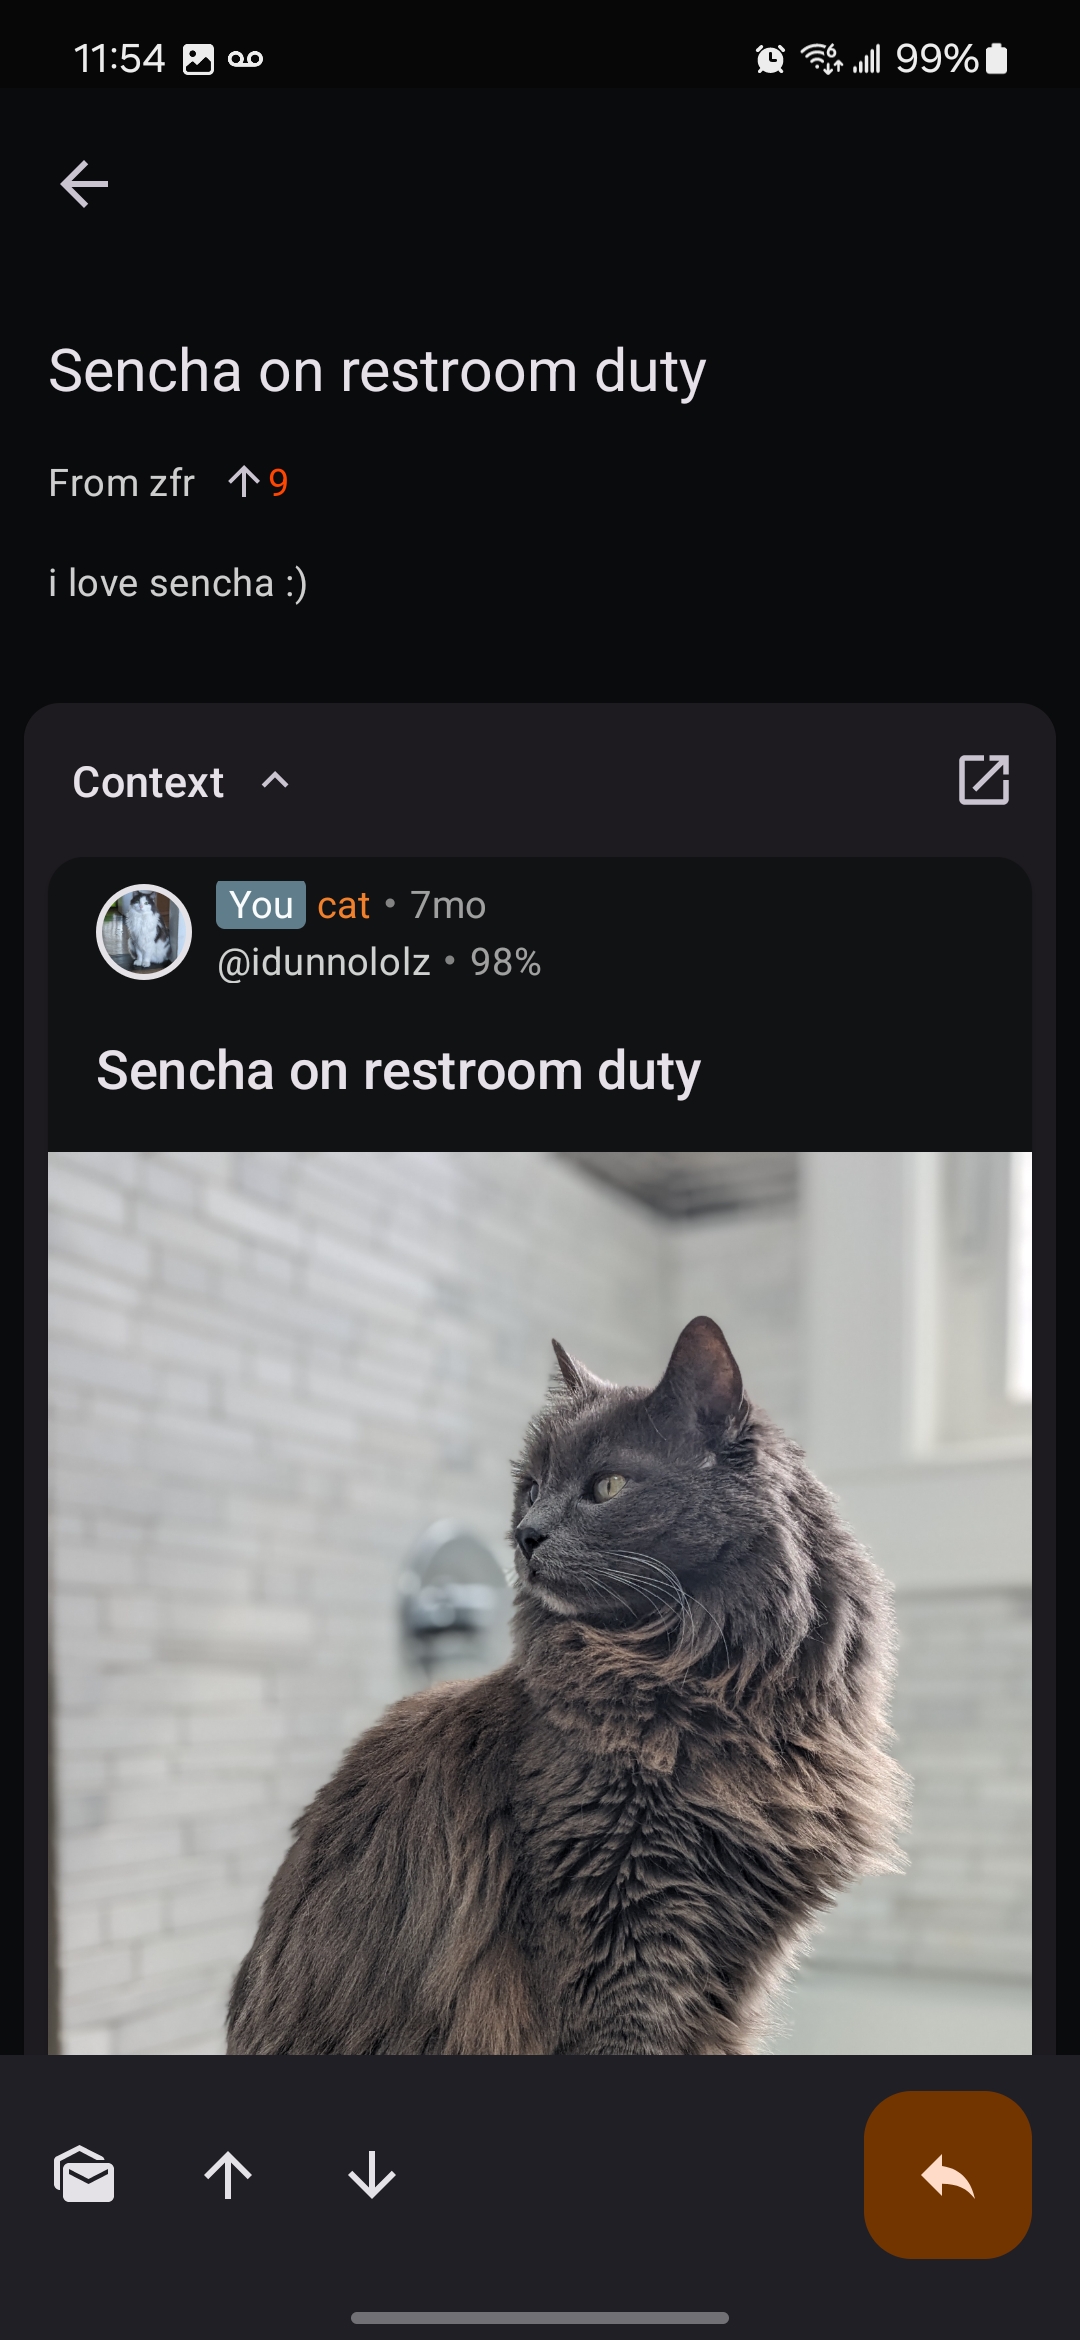 11:54 99%
Sencha on restroom duty
From zfr 9
i love sencha :)
Context
You cat • 7mo
@idunnololz • 98%
Sencha on restroom duty